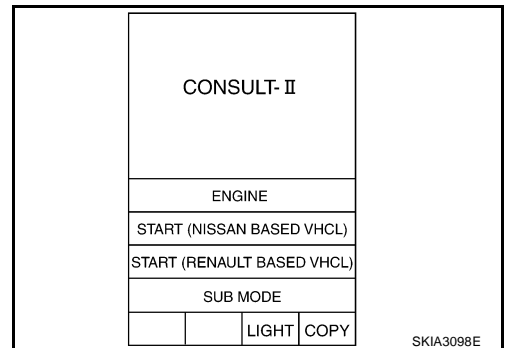 CONSULT-II
ENGINE
START (NISSAN BASED VHCL)
START (RENAULT BASED VHCL)
SUB MODE
LIGHT COPY
SKIA3098E